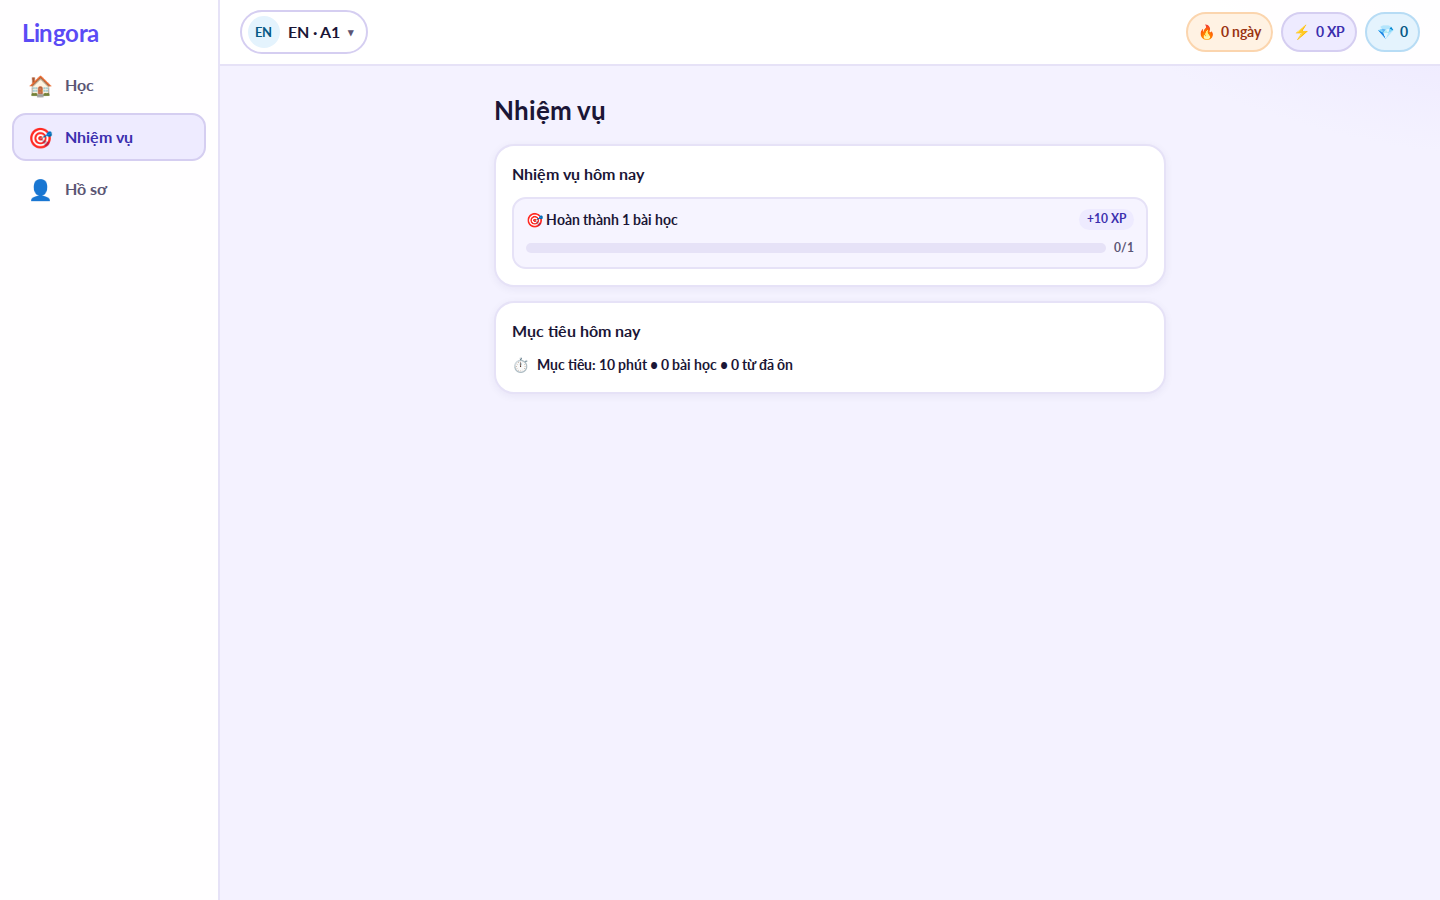 Lingora
Học
Nhiệm vụ
Hồ sơ
EN EN · A1 ▾
0 ngày
0 XP
0
Nhiệm vụ
Nhiệm vụ hôm nay
Hoàn thành 1 bài học
+10 XP
0/1
Mục tiêu hôm nay
Mục tiêu: 10 phút • 0 bài học • 0 từ đã ôn